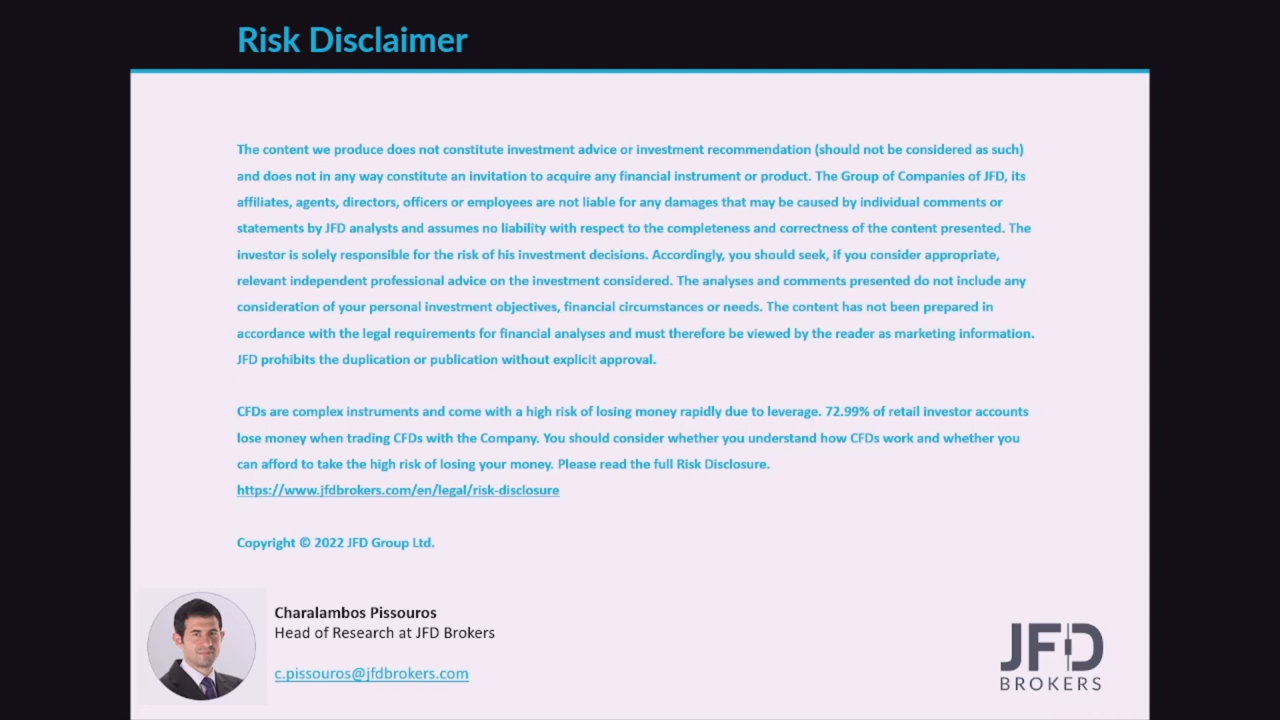 Risk Disclaimer
The content we produce does not constitute investment advice or investment recommendation (should not be considered as such)
and does not in any way constitute an invitation to acquire any financial instrument or product. The Group of Companies of JFD, its
affiliates, agents, directors, officers or employees are not liable for any damages that may be caused by individual comments or
statements by JFD analysts and assumes no liability with respect to the completeness and correctness of the content presented. The
investor is solely responsible for the risk of his investment decisions. Accordingly, you should seek, if you consider appropriate,
relevant independent professional advice on the investment considered. The analyses and comments presented do not include any
consideration of your personal investment objectives, financial circumstances or needs. The content has not been prepared in
accordance with the legal requirements for financial analyses and must therefore be viewed by the reader as marketing information.
JFD prohibits the duplication or publication without explicit approval.
CFDs are complex instruments and come with a high risk of losing money rapidly due to leverage. 72.99% of retail investor accounts
lose money when trading CFDs with the Company. You should consider whether you understand how CFDs work and whether you
can afford to take the high risk of losing your money. Please read the full Risk Disclosure.
https://www.jfdbrokers.com/en/legal/risk-disclosure
Copyright © 2022 JFD Group Ltd.
Charalambos Pissouros
Head of Research at JFD Brokers
c.pissouros@jfdbrokers.com
JFD
BROKERS